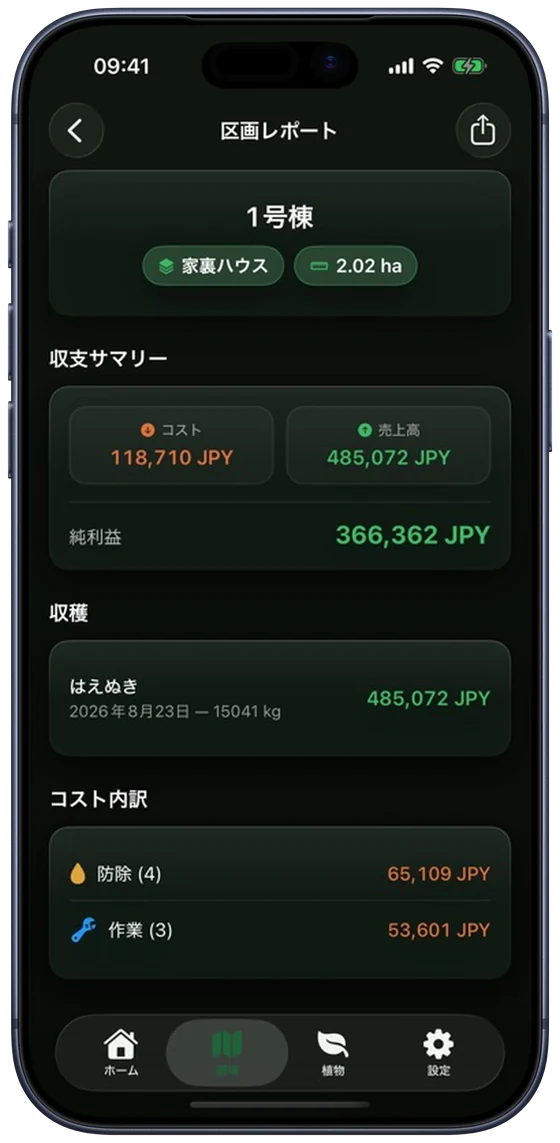 09:41
区画レポート
1号棟
家裏ハウス
2.02 ha
収支サマリー
コスト
118,710 JPY
売上高
485,072 JPY
純利益
366,362 JPY
収穫
はえぬき
485,072 JPY
2026年8月23日 — 15041 kg
コスト内訳
防除 (4)
65,109 JPY
作業 (3)
53,601 JPY
ホーム
植物
設定